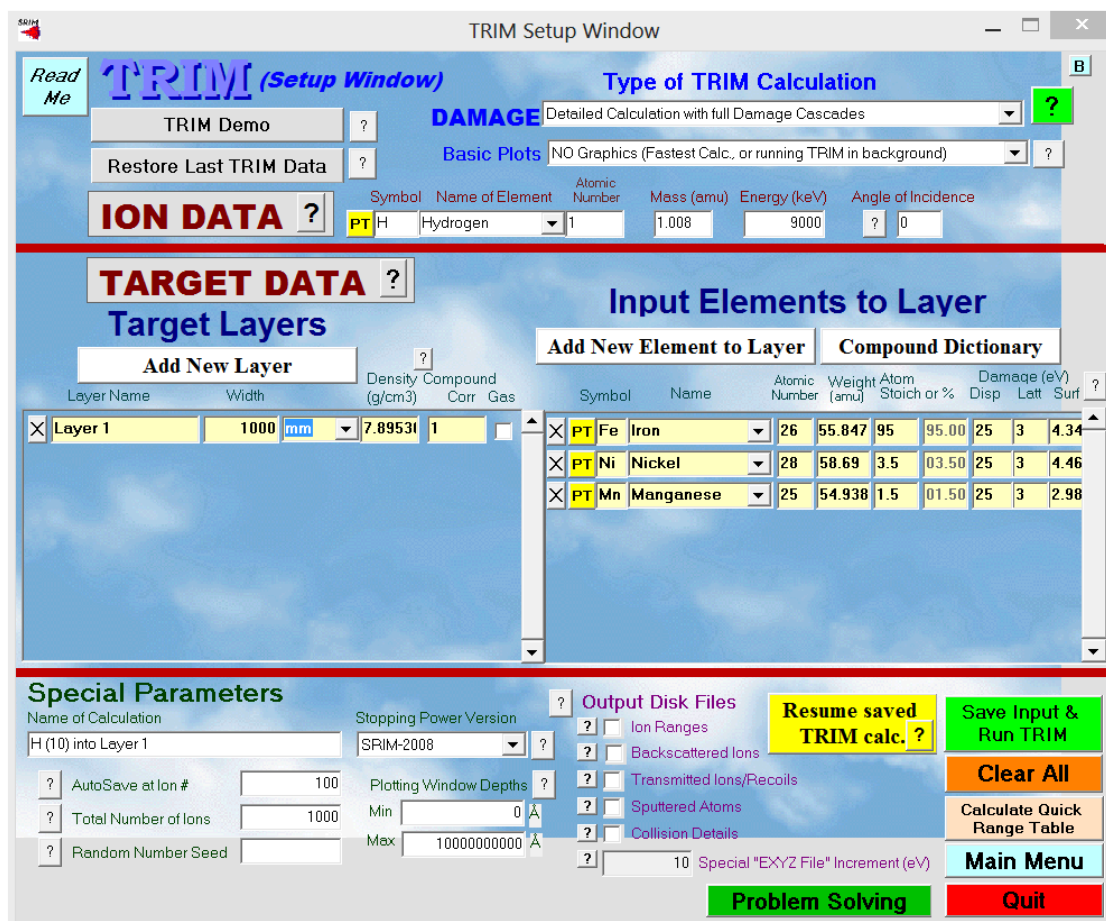 SRIM
TRIM Setup Window
Read Me
TRIM (Setup Window)
Type of TRIM Calculation
B
TRIM Demo ?
DAMAGE Detailed Calculation with full Damage Cascades ?
Restore Last TRIM Data ?
Basic Plots NO Graphics (Fastest Calc., or running TRIM in background) ?
ION DATA ?
Symbol Name of Element Atomic Number Mass (amu) Energy (keV) Angle of Incidence
PT H Hydrogen 1 1.008 9000 ? 0
TARGET DATA ?
Target Layers
Input Elements to Layer
Add New Layer ?
Add New Element to Layer Compound Dictionary
Layer Name Width Density (g/cm3) Compound Corr Gas
Symbol Name Atomic Number Weight (amu) Atom Stoich or % Damage (eV) Disp Latt Surf ?
X Layer 1 1000 mm 7.8953 1
X PT Fe Iron 26 55.847 95 95.00 25 3 4.34
X PT Ni Nickel 28 58.69 3.5 03.50 25 3 4.46
X PT Mn Manganese 25 54.938 1.5 01.50 25 3 2.98
Special Parameters
Name of Calculation
H (10) into Layer 1
Stopping Power Version ?
SRIM-2008 ?
? AutoSave at Ion # 100
? Total Number of Ions 1000
? Random Number Seed
Plotting Window Depths ?
Min 0 Å
Max 10000000000 Å
Output Disk Files
? Ion Ranges
? Backscattered Ions
? Transmitted Ions/Recoils
? Sputtered Atoms
? Collision Details
? 10 Special "EXYZ File" Increment (eV)
Resume saved
TRIM calc. ?
Save Input &
Run TRIM
Clear All
Calculate Quick
Range Table
Main Menu
Problem Solving
Quit